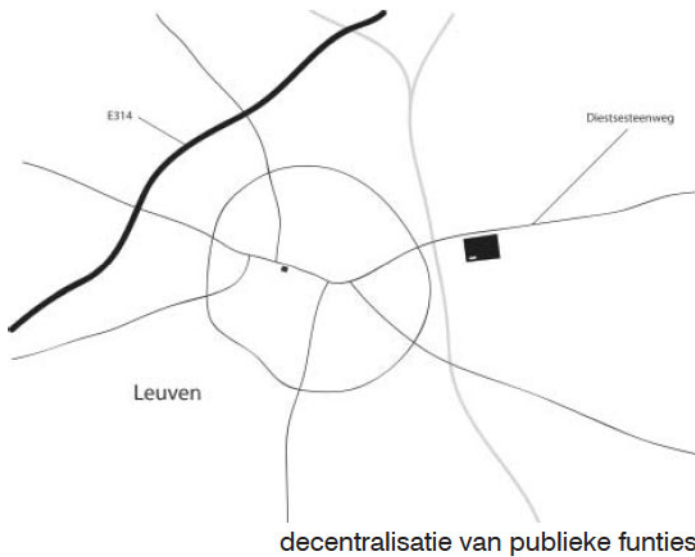 E314
Diestsesteenweg
Leuven
decentralisatie van publieke funties